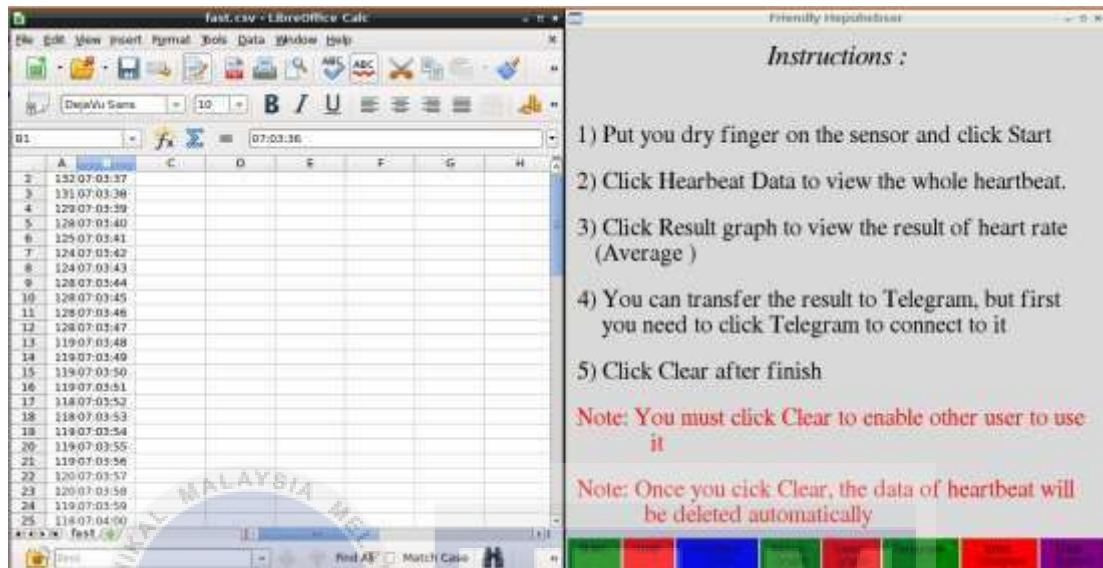 fast.csv - LibreOffice Calc
File Edit View Insert Format Tools Data Window Help
DejaVu Sans 10 B I U
B1 07:03:36
A C D E F G H
2 132 07:03:37
3 131 07:03:38
4 129 07:03:39
5 128 07:03:40
6 125 07:03:41
7 124 07:03:42
8 124 07:03:43
9 128 07:03:44
10 128 07:03:45
11 128 07:03:46
12 128 07:03:47
13 119 07:03:48
14 119 07:03:49
15 119 07:03:50
16 119 07:03:51
17 118 07:03:52
18 118 07:03:53
19 119 07:03:54
20 119 07:03:55
21 119 07:03:56
22 120 07:03:57
23 120 07:03:58
24 119 07:03:59
25 118 07:04:00
Find All Match Case
MALAYSIA
Friendly
Instructions :
1) Put you dry finger on the sensor and click Start
2) Click Hearbeat Data to view the whole heartbeat.
3) Click Result graph to view the result of heart rate
(Average )
4) You can transfer the result to Telegram, but first
you need to click Telegram to connect to it
5) Click Clear after finish
Note: You must click Clear to enable other user to use
it
Note: Once you cick Clear, the data of heartbeat will
be deleted automatically